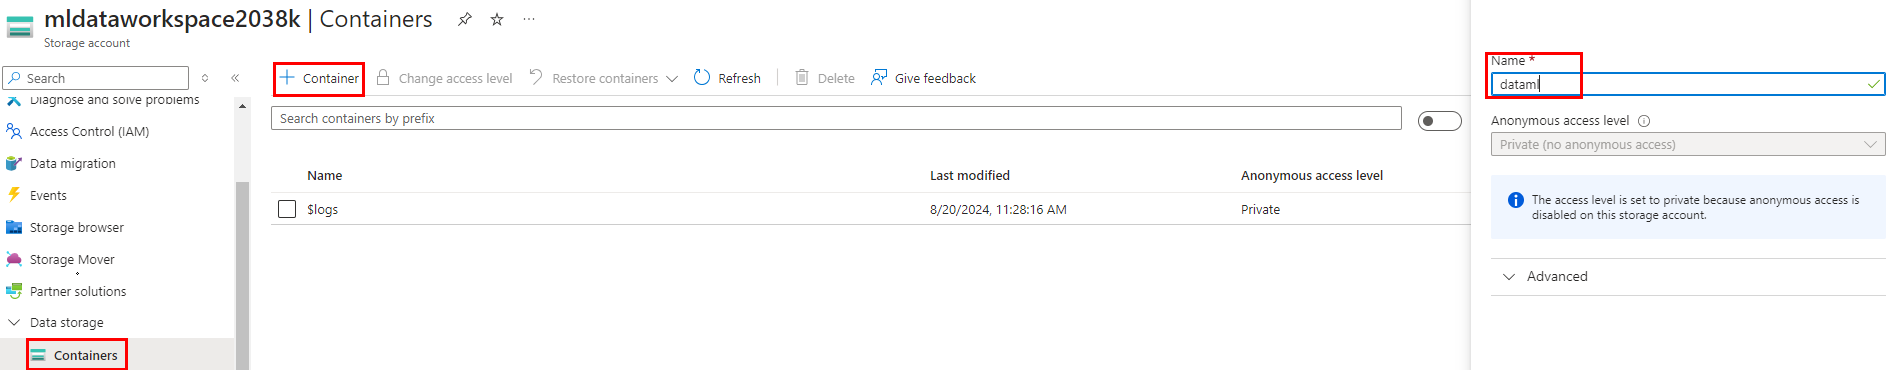 mldataworkspace2038k | Containers
Storage account
Search
Diagnose and solve problems
Access Control (IAM)
Data migration
Events
Storage browser
Storage Mover
Partner solutions
Data storage
Containers
Container
Change access level
Restore containers
Refresh
Delete
Give feedback
Search containers by prefix
Name Last modified Anonymous access level
$logs 8/20/2024, 11:28:16 AM Private
Name *
dataml
Anonymous access level
Private (no anonymous access)
The access level is set to private because anonymous access is
disabled on this storage account.
Advanced